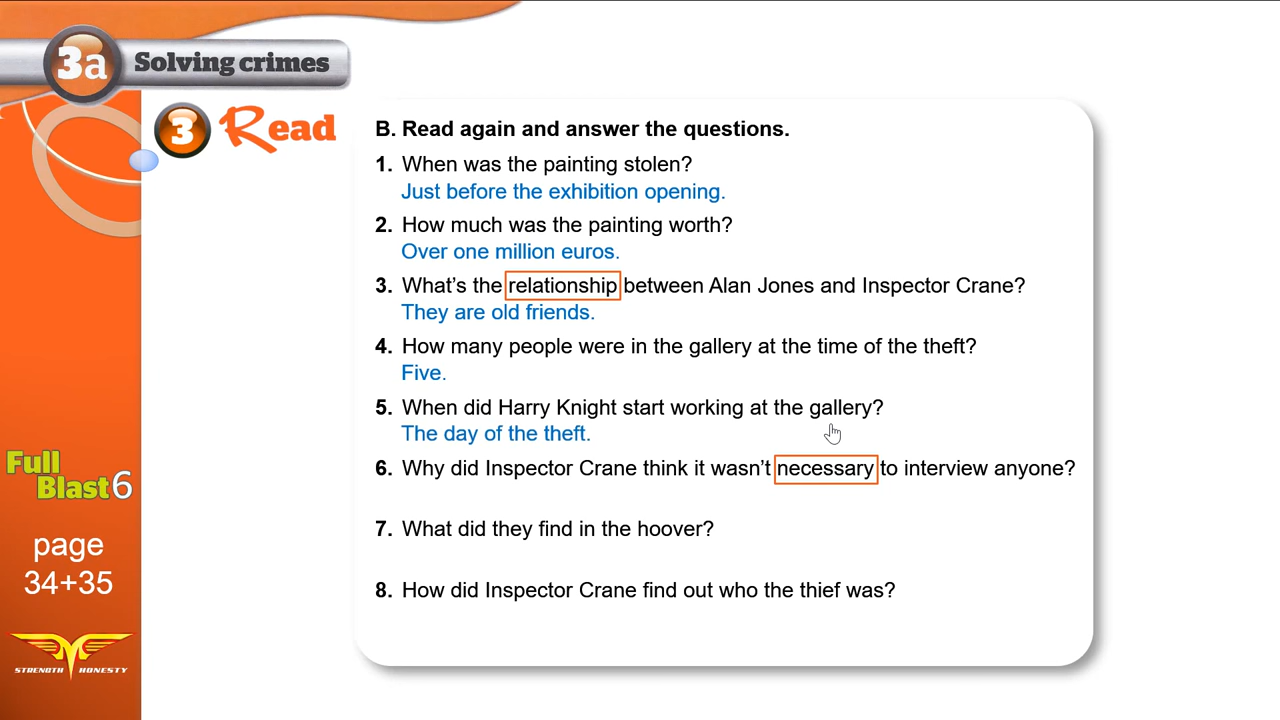 3a Solving crimes
3 Read
B. Read again and answer the questions.
1. When was the painting stolen?
Just before the exhibition opening.
2. How much was the painting worth?
Over one million euros.
3. What's the relationship between Alan Jones and Inspector Crane?
They are old friends.
4. How many people were in the gallery at the time of the theft?
Five.
5. When did Harry Knight start working at the gallery?
The day of the theft.
6. Why did Inspector Crane think it wasn't necessary to interview anyone?
7. What did they find in the hoover?
8. How did Inspector Crane find out who the thief was?
Full
Blast 6
page
34+35
STRENGTH HONESTY